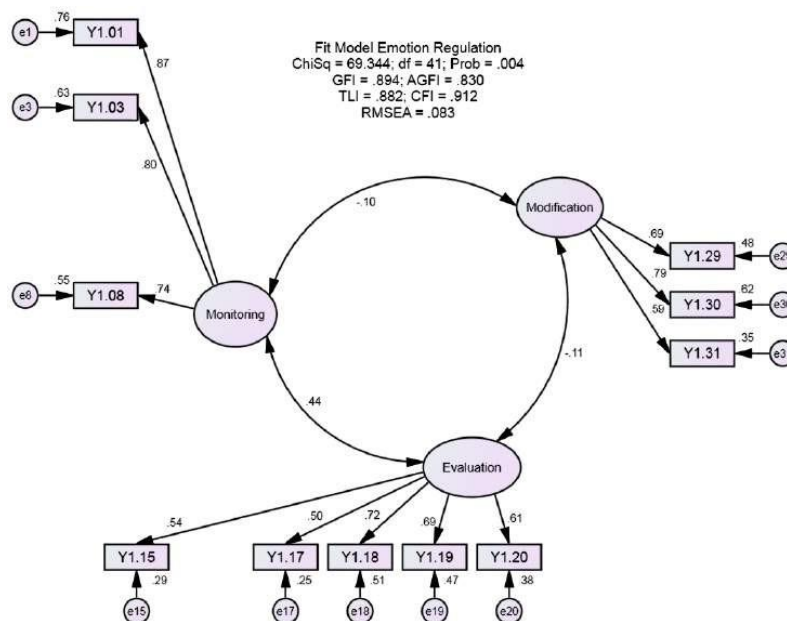 Fit Model Emotion Regulation
ChiSq = 69.344; df = 41; Prob = .004
GFI = .894; AGFI = .830
TLI = .882; CFI = .912
RMSEA = .083
.76
e1
Y1.01
.87
.63
e3
Y1.03
.80
.55
e8
Y1.08
.74
Monitoring
-.10
Modification
.69
.48
Y1.29
.79
.62
Y1.30
.59
.35
Y1.31
-.11
.44
Evaluation
.54
.50
.72
.69
.61
Y1.15
Y1.17
Y1.18
Y1.19
Y1.20
.29
.25
.51
.47
.38
e15
e17
e18
e19
e20